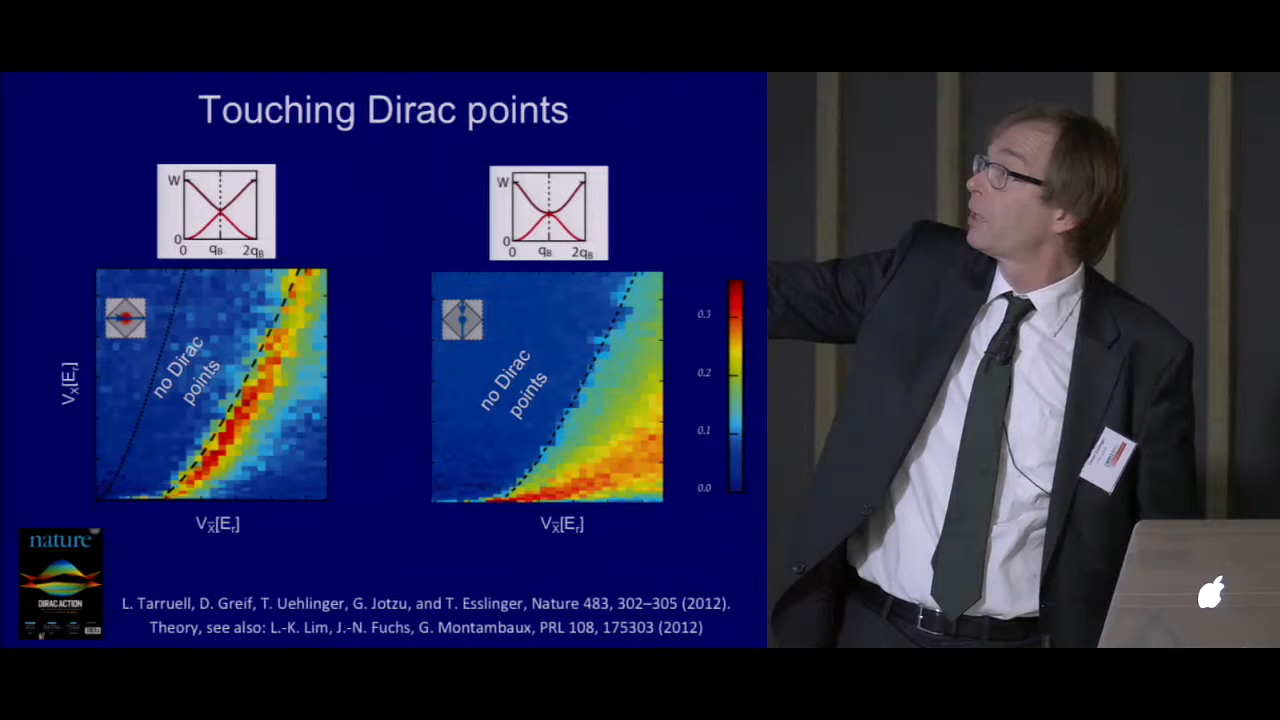 Touching Dirac points
W
0
0 qB 2qB
W
0
0 qB 2qB
no Dirac
points
no Dirac
points
0.3
0.2
0.1
0.0
Vx[Er]
Vx̄[Er]
Vx̄[Er]
nature
DIRAC ACTION
L. Tarruell, D. Greif, T. Uehlinger, G. Jotzu, and T. Esslinger, Nature 483, 302–305 (2012).
Theory, see also: L.-K. Lim, J.-N. Fuchs, G. Montambaux, PRL 108, 175303 (2012)